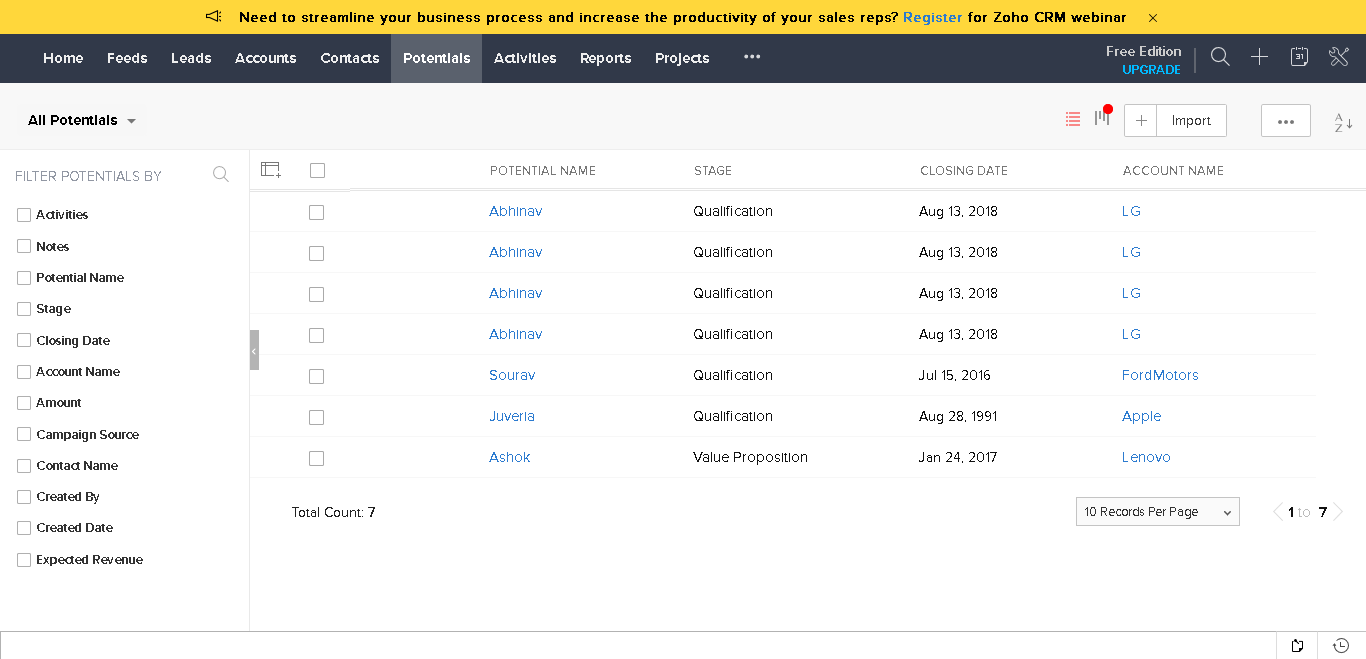 Need to streamline your business process and increase the productivity of your sales reps? Register for Zoho CRM webinar ×
Home Feeds Leads Accounts Contacts Potentials Activities Reports Projects ••• Free Edition
UPGRADE
31
All Potentials
Import
•••
A
Z
FILTER POTENTIALS BY
Activities
Notes
Potential Name
Stage
Closing Date
Account Name
Amount
Campaign Source
Contact Name
Created By
Created Date
Expected Revenue
POTENTIAL NAME STAGE CLOSING DATE ACCOUNT NAME
Abhinav Qualification Aug 13, 2018 LG
Abhinav Qualification Aug 13, 2018 LG
Abhinav Qualification Aug 13, 2018 LG
Abhinav Qualification Aug 13, 2018 LG
Sourav Qualification Jul 15, 2016 FordMotors
Juveria Qualification Aug 28, 1991 Apple
Ashok Value Proposition Jan 24, 2017 Lenovo
Total Count: 7 10 Records Per Page 1 to 7